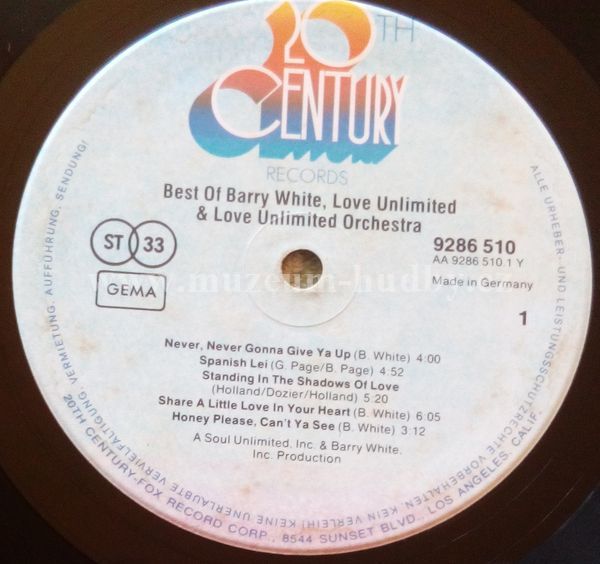 20TH
CENTURY
RECORDS
Best Of Barry White, Love Unlimited
& Love Unlimited Orchestra
ST 33
GEMA
9286 510
AA 9286 510.1 Y
Made in Germany
1
Never, Never Gonna Give Ya Up (B. White) 4:00
Spanish Lei (G. Page/B. Page) 4:52
Standing In The Shadows Of Love
(Holland/Dozier/Holland) 5:20
Share A Little Love In Your Heart (B. White) 6:05
Honey Please, Can't Ya See (B. White) 3:12
A Soul Unlimited, Inc. & Barry White,
Inc. Production
ALLE URHEBER- UND LEISTUNGSSCHUTZRECHTE VORBEHALTEN. KEIN VERLEIH! KEINE UNERLAUBTE VERVIELFÄLTIGUNG, VERMIETUNG, AUFFÜHRUNG, SENDUNG!
20TH CENTURY-FOX RECORD CORP., 8544 SUNSET BLVD., LOS ANGELES, CALIF.